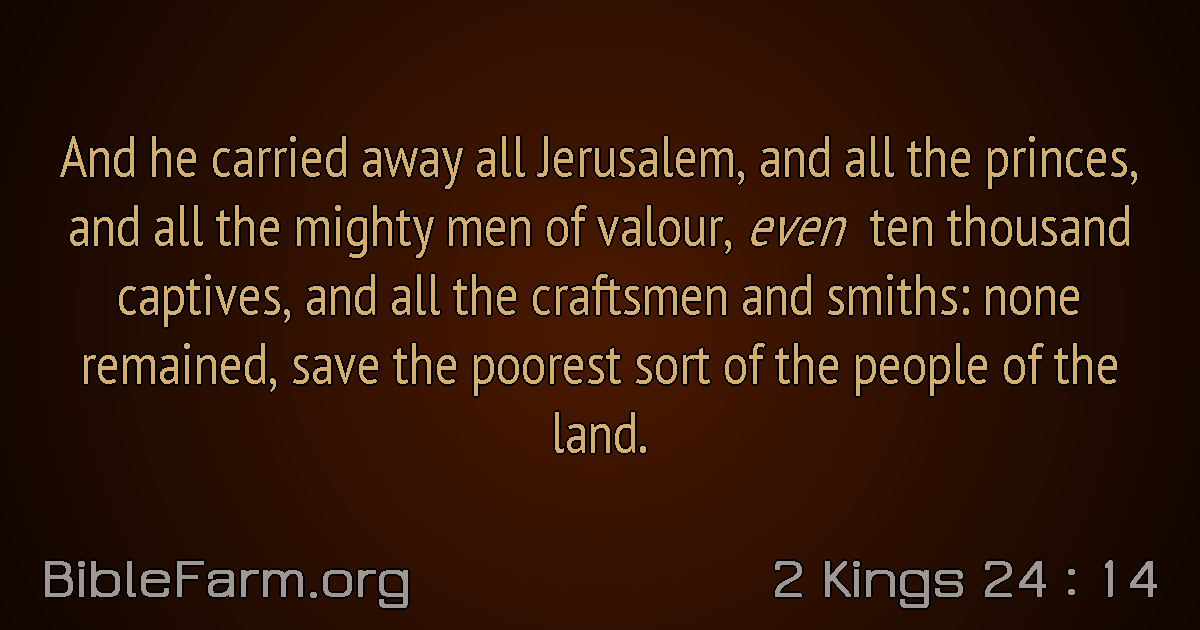 And he carried away all Jerusalem, and all the princes,
and all the mighty men of valour, even ten thousand
captives, and all the craftsmen and smiths: none
remained, save the poorest sort of the people of the
land.
BibleFarm.org
2 Kings 24 : 14